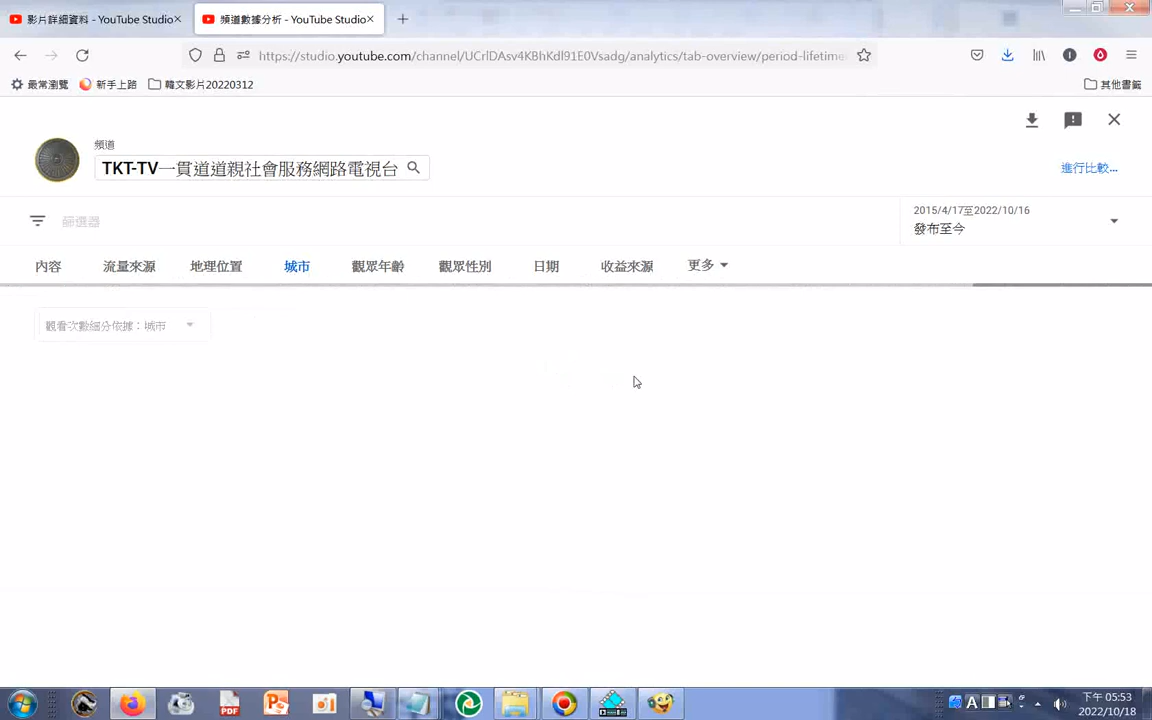 影片詳細資料 - YouTube Studio
頻道數據分析 - YouTube Studio
https://studio.youtube.com/channel/UCrlDAsv4KBhKdl91E0Vsadg/analytics/tab-overview/period-lifetime
最常瀏覽
新手上路
韓文影片20220312
其他書籤
頻道
TKT-TV一貫道道親社會服務網路電視台
進行比較...
篩選器
2015/4/17至2022/10/16
發布至今
內容
流量來源
地理位置
城市
觀眾年齡
觀眾性別
日期
收益來源
更多
觀看次數細分依據：城市
PDF
A
下午 05:53
2022/10/18